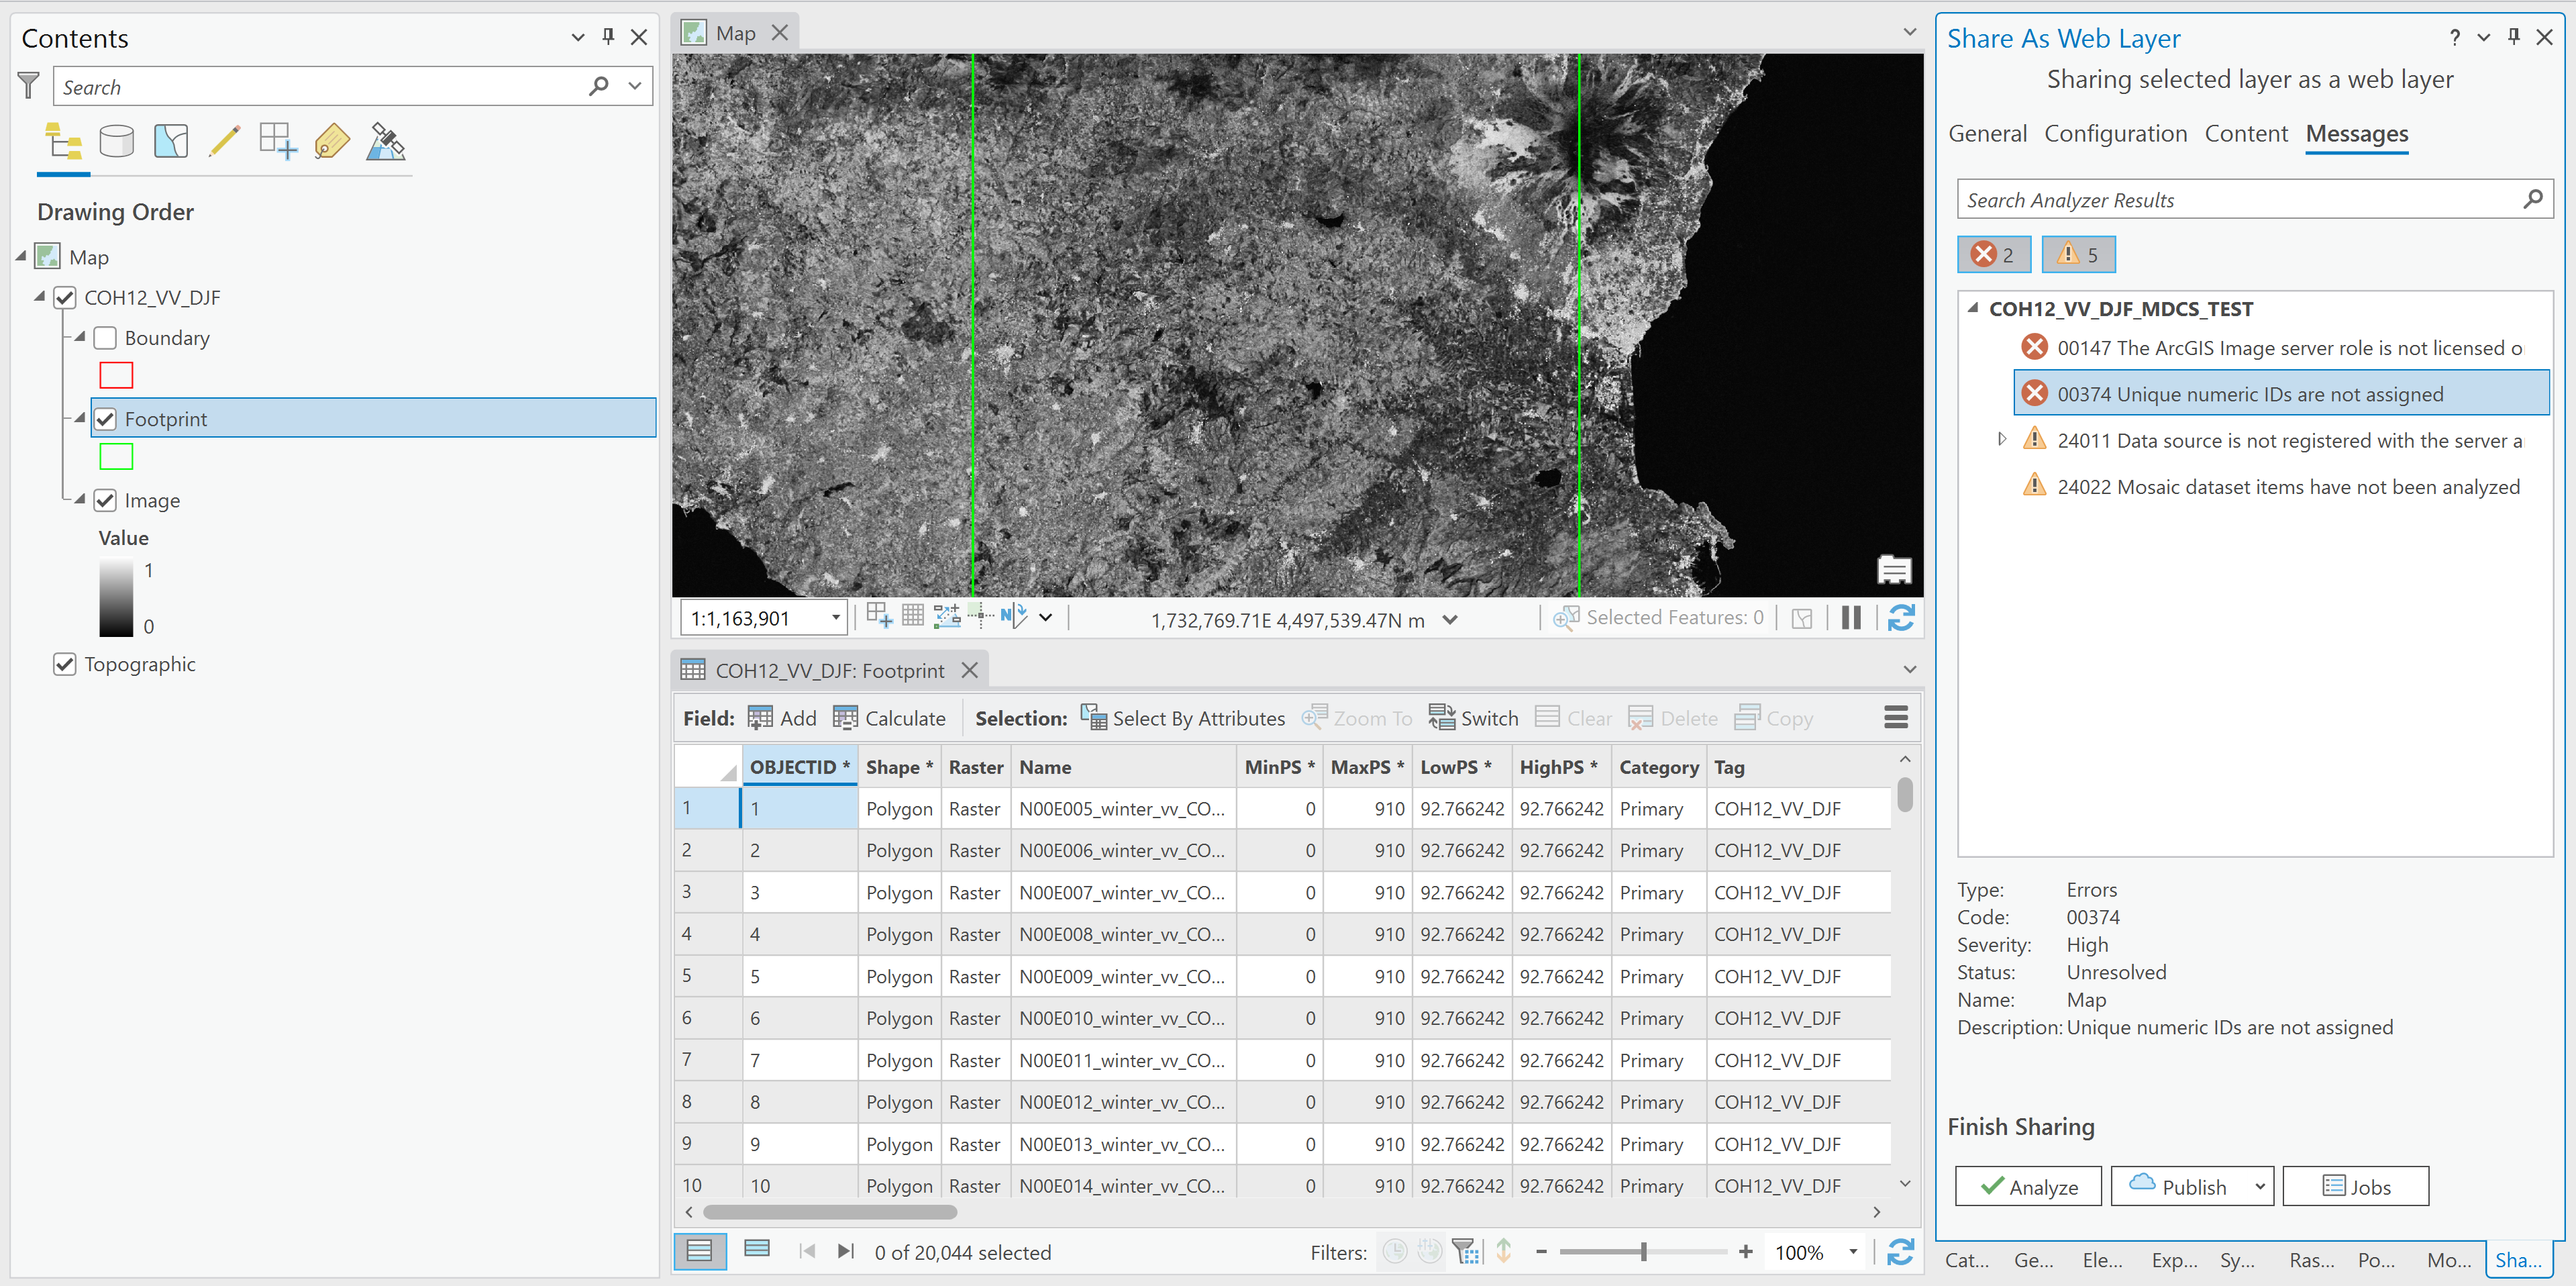 Contents
Search
Drawing Order
Map
COH12_VV_DJF
Boundary
Footprint
Image
Value
1
0
Topographic
Map
1:1,163,901
N
1,732,769.71E 4,497,539.47N m
Selected Features: 0
COH12_VV_DJF: Footprint
Field: Add Calculate Selection: Select By Attributes Zoom To Switch Clear Delete Copy
OBJECTID * Shape * Raster Name MinPS * MaxPS * LowPS * HighPS * Category Tag
1 1 Polygon Raster N00E005_winter_vv_CO... 0 910 92.766242 92.766242 Primary COH12_VV_DJF
2 2 Polygon Raster N00E006_winter_vv_CO... 0 910 92.766242 92.766242 Primary COH12_VV_DJF
3 3 Polygon Raster N00E007_winter_vv_CO... 0 910 92.766242 92.766242 Primary COH12_VV_DJF
4 4 Polygon Raster N00E008_winter_vv_CO... 0 910 92.766242 92.766242 Primary COH12_VV_DJF
5 5 Polygon Raster N00E009_winter_vv_CO... 0 910 92.766242 92.766242 Primary COH12_VV_DJF
6 6 Polygon Raster N00E010_winter_vv_CO... 0 910 92.766242 92.766242 Primary COH12_VV_DJF
7 7 Polygon Raster N00E011_winter_vv_CO... 0 910 92.766242 92.766242 Primary COH12_VV_DJF
8 8 Polygon Raster N00E012_winter_vv_CO... 0 910 92.766242 92.766242 Primary COH12_VV_DJF
9 9 Polygon Raster N00E013_winter_vv_CO... 0 910 92.766242 92.766242 Primary COH12_VV_DJF
10 10 Polygon Raster N00E014_winter_vv_CO... 0 910 92.766242 92.766242 Primary COH12_VV_DJF
0 of 20,044 selected
Filters:
100%
Share As Web Layer
?
Sharing selected layer as a web layer
General Configuration Content Messages
Search Analyzer Results
2 5
COH12_VV_DJF_MDCS_TEST
00147 The ArcGIS Image server role is not licensed o
00374 Unique numeric IDs are not assigned
24011 Data source is not registered with the server a
24022 Mosaic dataset items have not been analyzed
Type: Errors
Code: 00374
Severity: High
Status: Unresolved
Name: Map
Description: Unique numeric IDs are not assigned
Finish Sharing
Analyze Publish Jobs
Cat... Ge... Ele... Exp... Sy... Ras... Po... Mo... Sha...